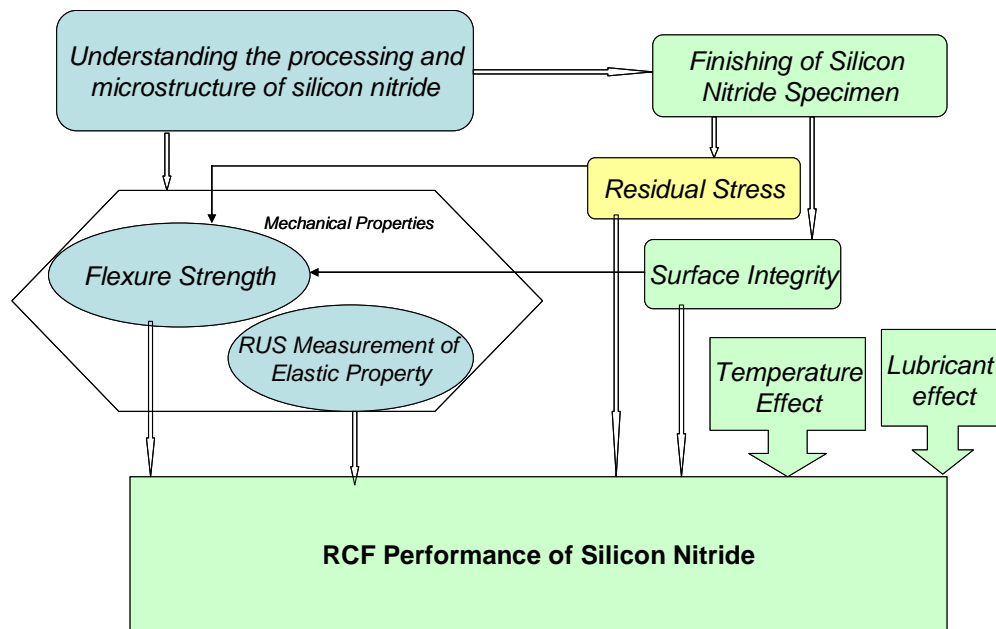 Understanding the processing and
microstructure of silicon nitride
Finishing of Silicon
Nitride Specimen
Residual Stress
Mechanical Properties
Flexure Strength
Surface Integrity
RUS Measurement of
Elastic Property
Temperature
Effect
Lubricant
effect
RCF Performance of Silicon Nitride